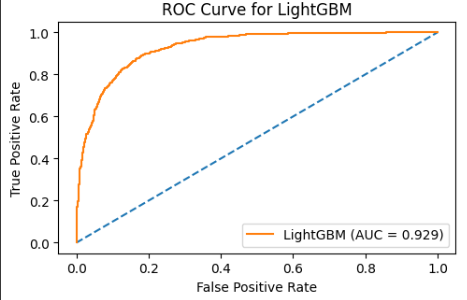 ROC Curve for LightGBM
True Positive Rate
1.0
0.8
0.6
0.4
0.2
0.0
LightGBM (AUC = 0.929)
0.0 0.2 0.4 0.6 0.8 1.0
False Positive Rate